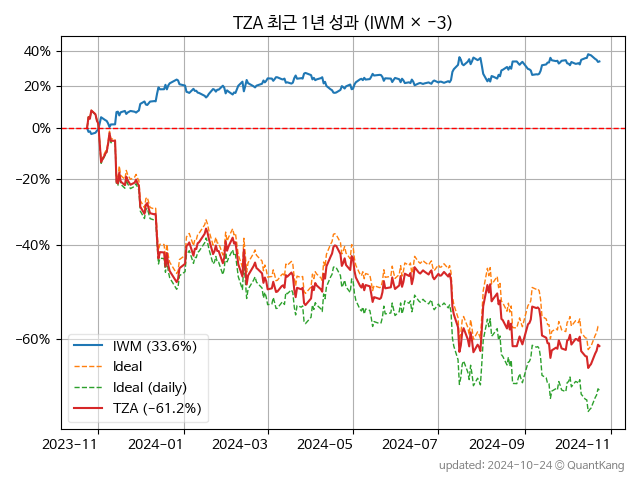 TZA 최근 1년 성과 (IWM × −3)
40%
20%
0%
−20%
−40%
−60%
IWM (33.6%)
Ideal
Ideal (daily)
TZA (−61.2%)
2023-11 2024-01 2024-03 2024-05 2024-07 2024-09 2024-11
updated: 2024-10-24 © QuantKang